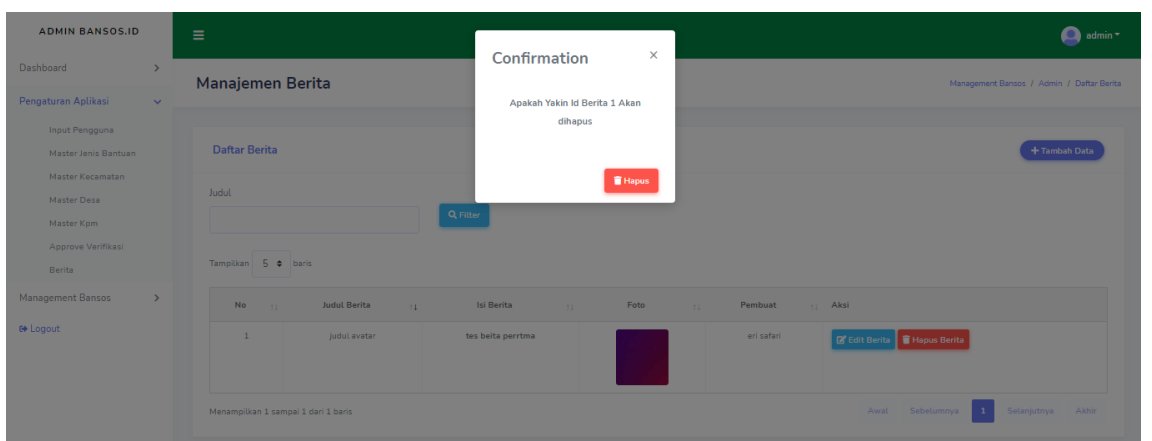 ADMIN BANSOS.ID
admin
Dashboard
Pengaturan Aplikasi
Input Pengguna
Master Jenis Bantuan
Master Kecamatan
Master Desa
Master Kpm
Approve Verifikasi
Berita
Management Bansos
Logout
Manajemen Berita
Management Bansos / Admin / Daftar Berita
Confirmation ×
Apakah Yakin Id Berita 1 Akan
dihapus
Hapus
Daftar Berita
+ Tambah Data
Judul
Filter
Tampilkan 5 baris
No Judul Berita Isi Berita Foto Pembuat Aksi
1 judul avatar tes beita perrtma eri safari Edit Berita Hapus Berita
Menampilkan 1 sampai 1 dari 1 baris
Awal Sebelumnya 1 Selanjutnya Akhir